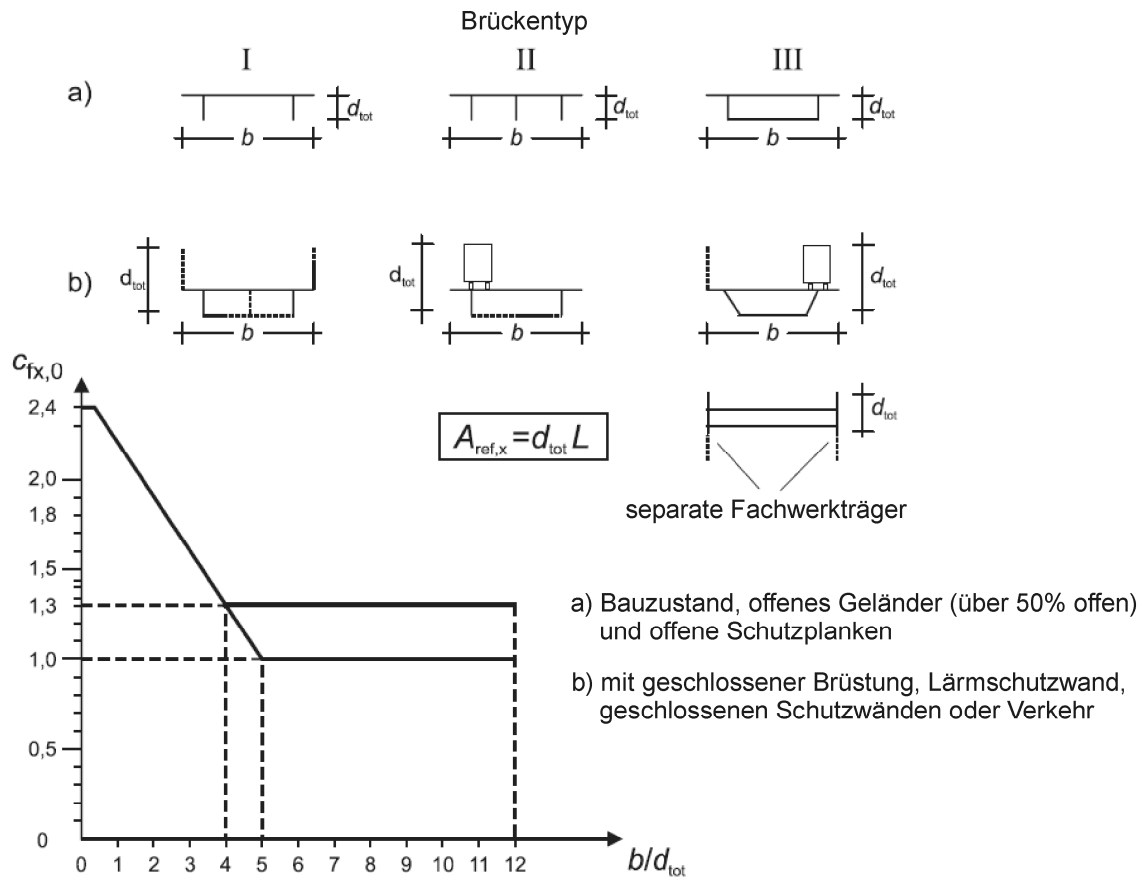 Brückentyp
I II III
a) d_tot d_tot d_tot
b b b
b) d_tot d_tot d_tot
b b b
c_fx,0
2,4
2,0
1,8
1,5
1,3
1,0
0,5
0
0 1 2 3 4 5 6 7 8 9 10 11 12
b/d_tot
A_ref,x = d_tot L
d_tot
separate Fachwerkträger
a) Bauzustand, offenes Geländer (über 50% offen)
und offene Schutzplanken
b) mit geschlossener Brüstung, Lärmschutzwand,
geschlossenen Schutzwänden oder Verkehr